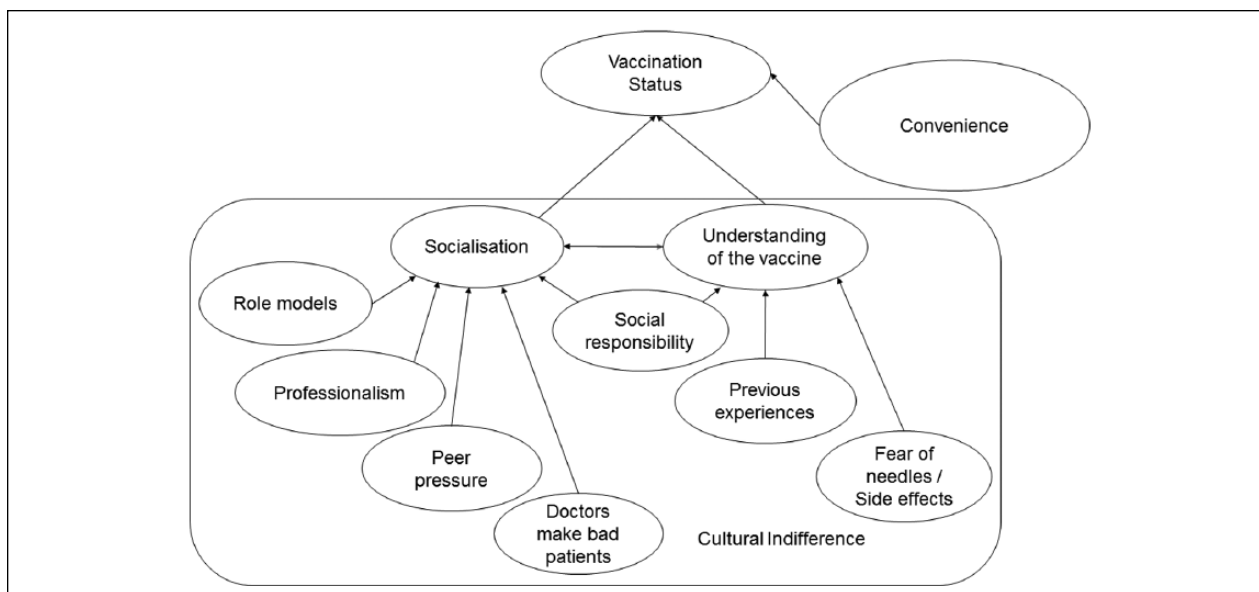 Vaccination
Status
Convenience
Socialisation
Understanding
of the vaccine
Role models
Social
responsibility
Professionalism
Previous
experiences
Peer
pressure
Fear of
needles /
Side effects
Doctors
make bad
patients
Cultural Indifference